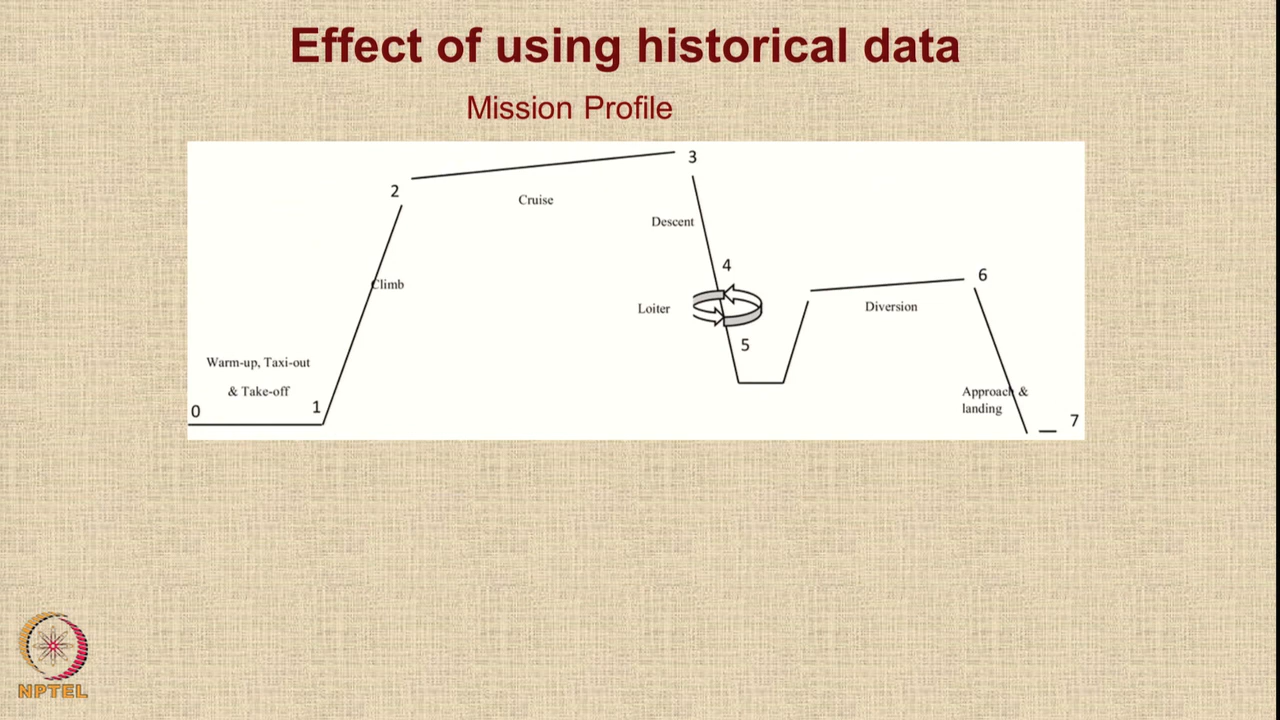 Effect of using historical data
Mission Profile
3
2
Cruise
Descent
4
6
Climb
Loiter
Diversion
5
Warm-up, Taxi-out
& Take-off
0
1
Approach &
landing
7
NPTEL